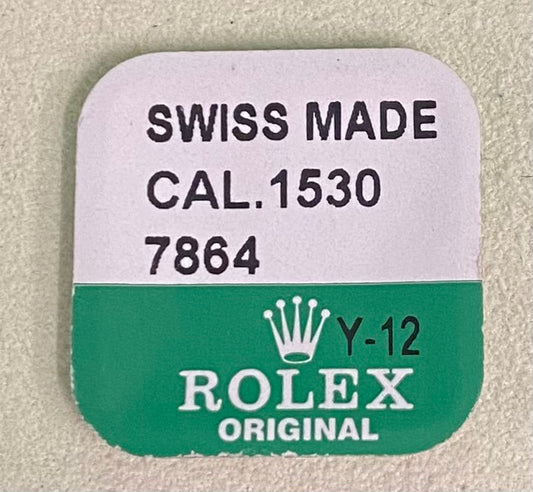 SWISS MADE
CAL.1530
7864
Y-12
ROLEX
ORIGINAL